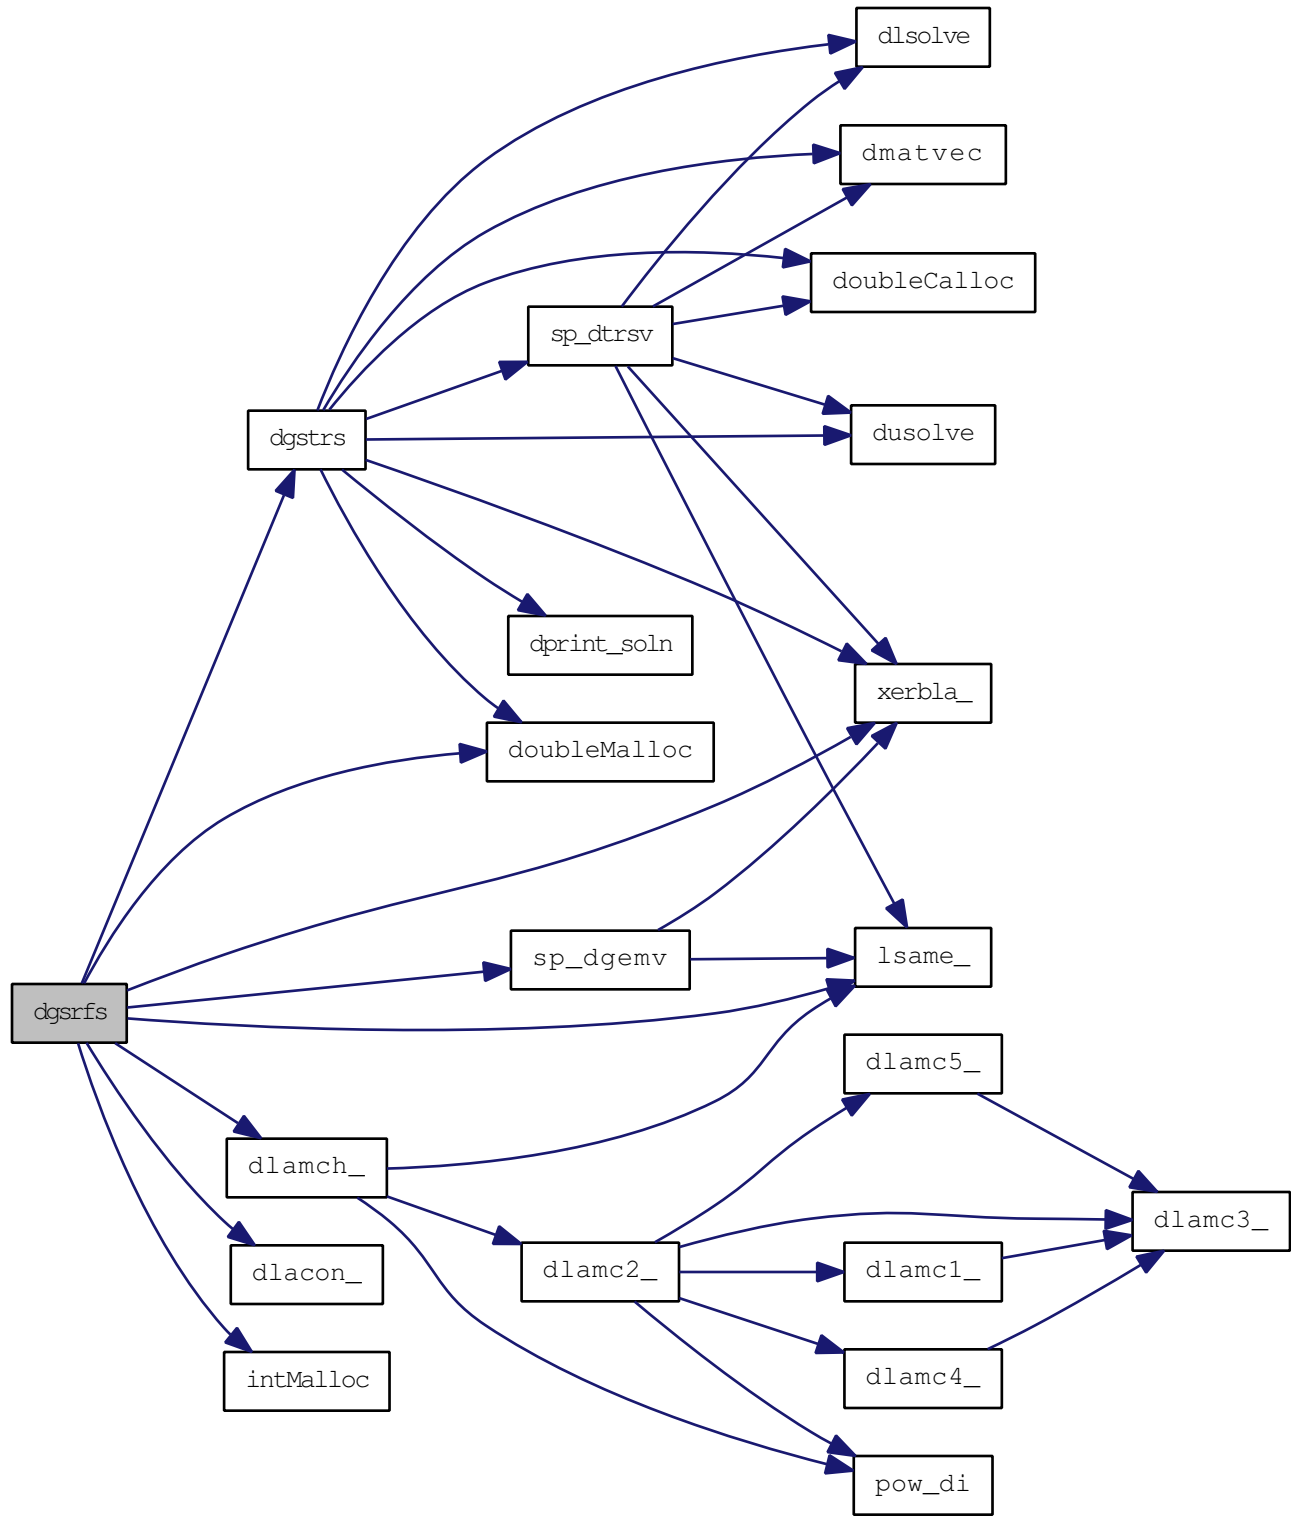 dlsolve
dmatvec
doubleCalloc
sp_dtrsv
dusolve
dgstrs
dprint_soln
xerbla_
doubleMalloc
sp_dgemv
lsame_
dgsrfs
dlamc5_
dlamch_
dlamc3_
dlamc2_
dlamc1_
dlacon_
dlamc4_
intMalloc
pow_di